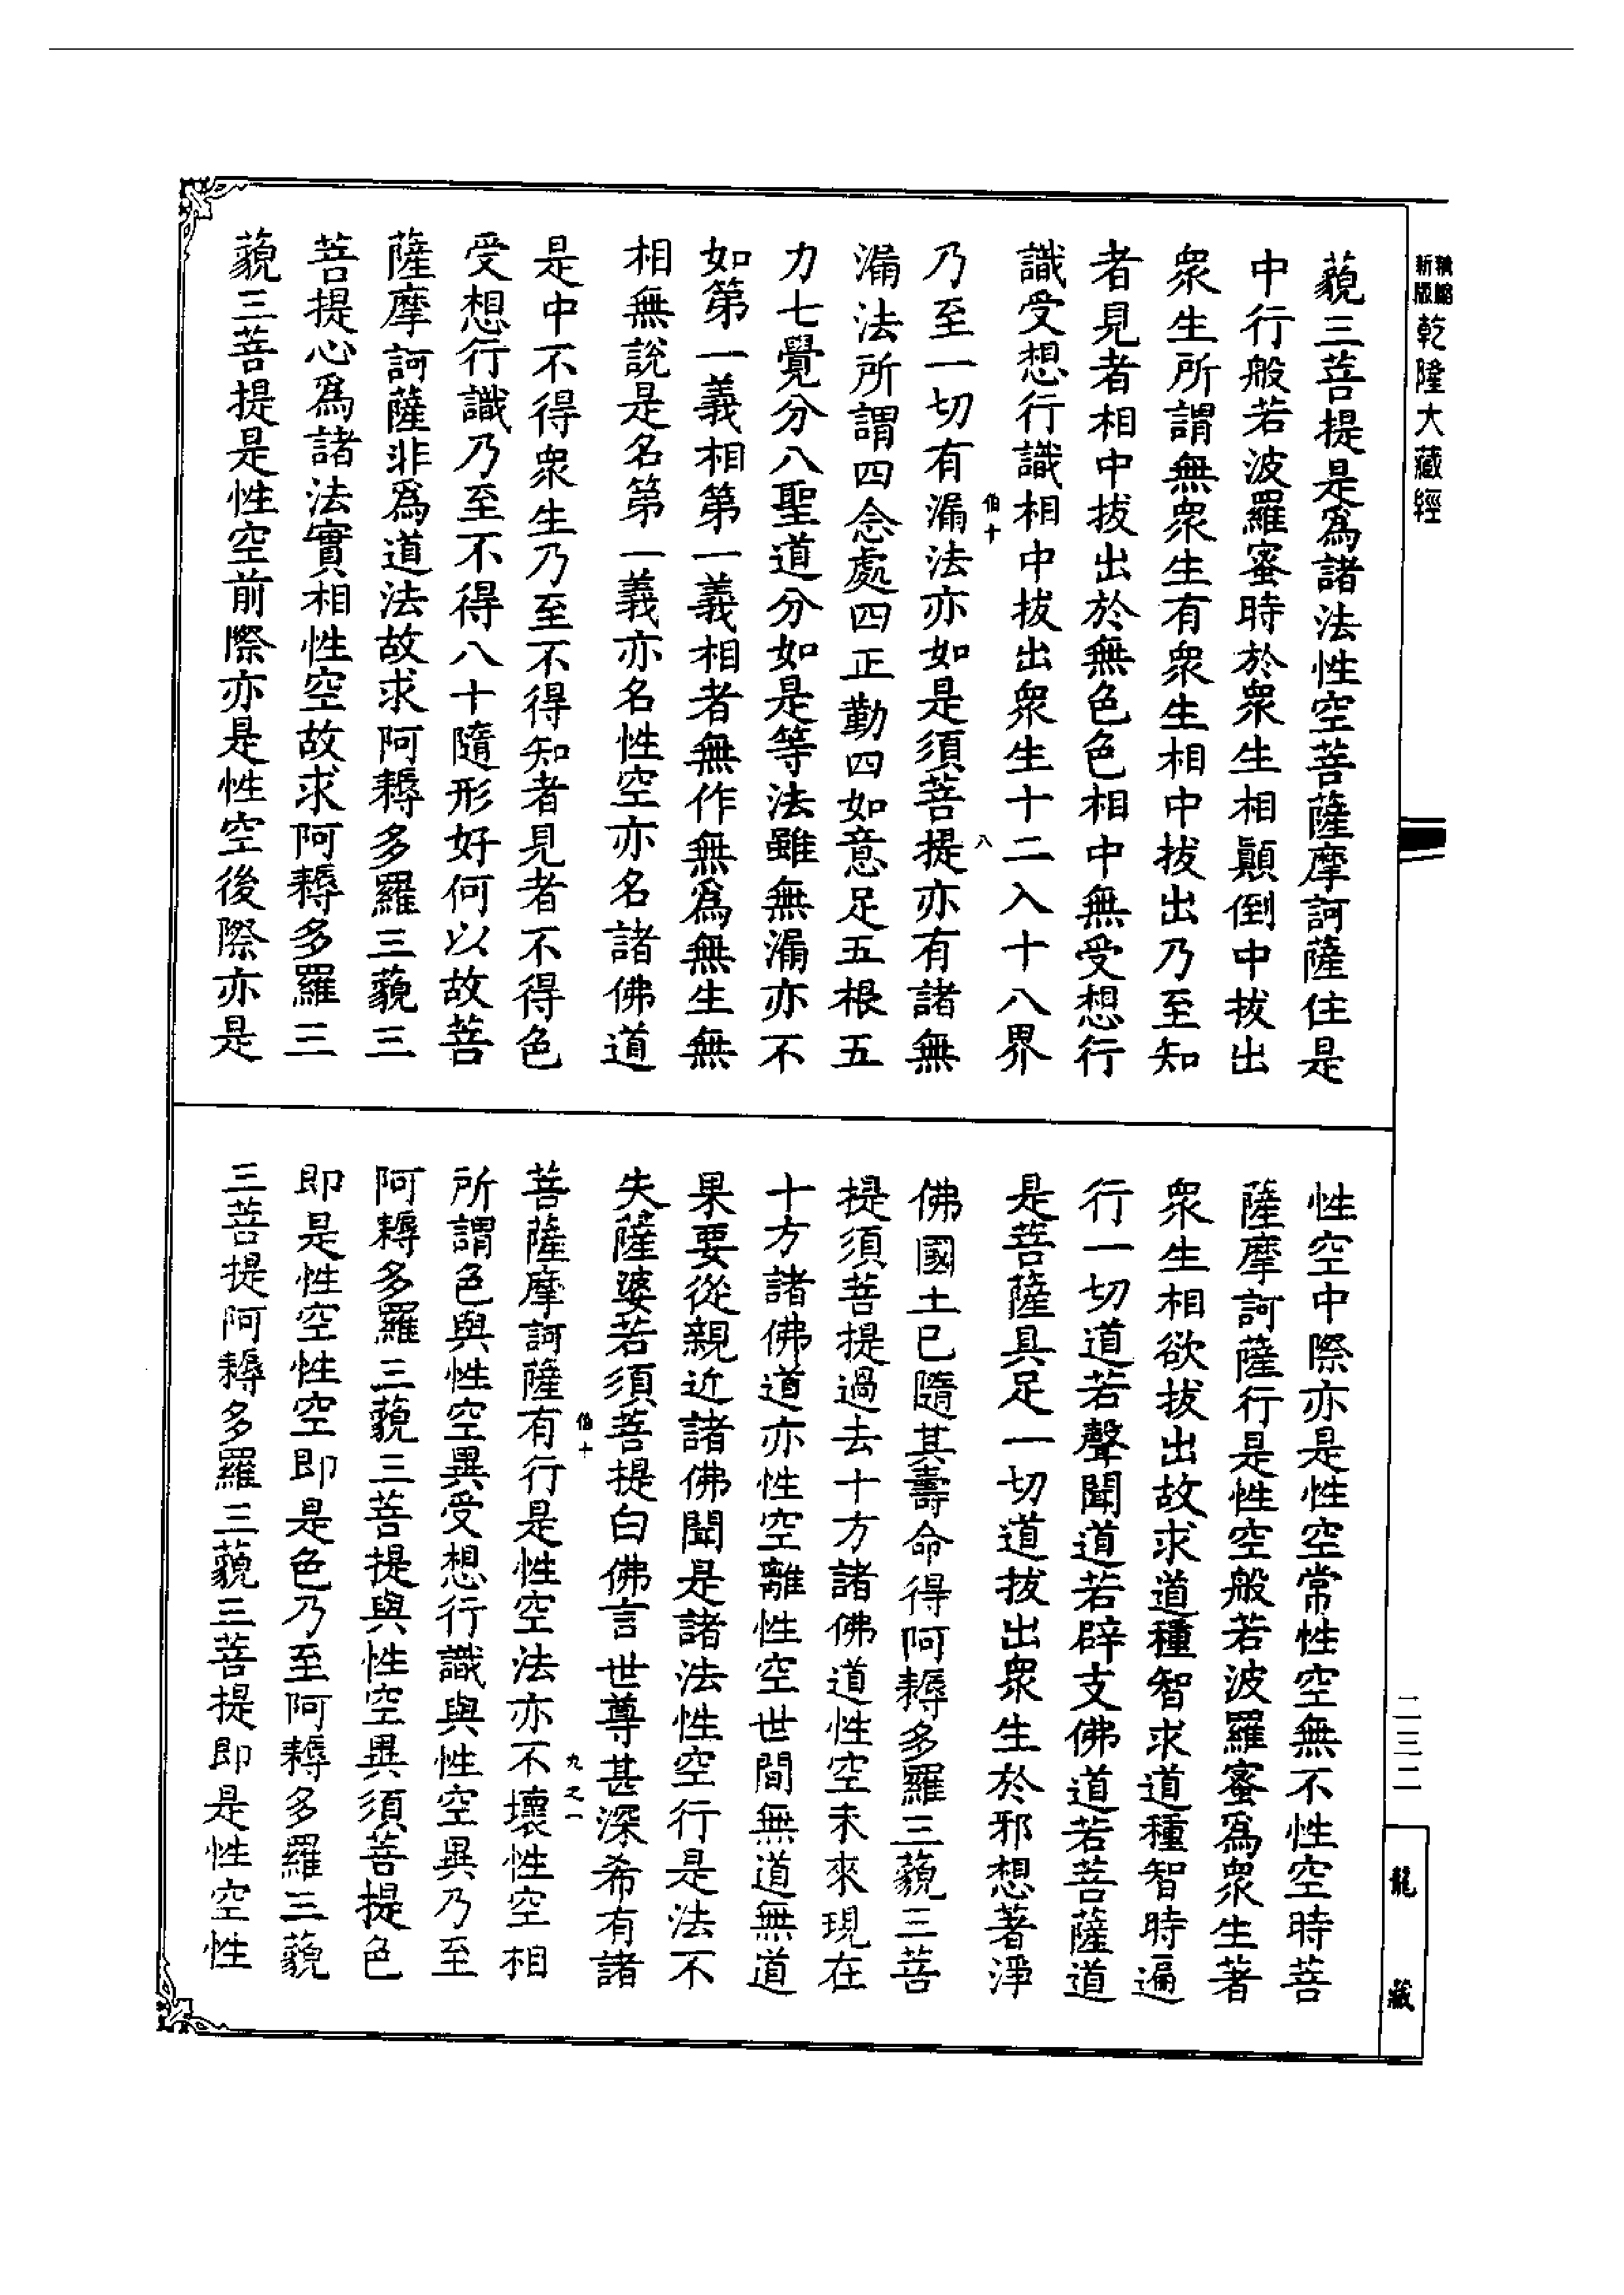 新版
精縮
乾隆大藏經
藐三菩提是爲諸法性空菩薩摩訶薩住是
中行般若波羅蜜時於衆生相顚倒中拔出
衆生所謂無衆生有衆生相中拔出乃至知
者見者相中拔出於無色色相中無受想行
識受想行識相中拔出衆生十二入十八界
伯十
八
乃至一切有漏法亦如是須菩提亦有諸無
漏法所謂四念處四正勤四如意足五根五
力七覺分八聖道分如是等法雖無漏亦不
如第一義相第一義相者無作無爲無生無
相無說是名第一義亦名性空亦名諸佛道
是中不得衆生乃至不得知者見者不得色
受想行識乃至不得八十隨形好何以故菩
薩摩訶薩非爲道法故求阿耨多羅三藐三
菩提心爲諸法實相性空故求阿耨多羅三
藐三菩提是性空前際亦是性空後際亦是
性空中際亦是性空常性空無不性空時菩
薩摩訶薩行是性空般若波羅蜜爲衆生著
衆生相欲拔出故求道種智求道種智時遍
行一切道若聲聞道若辟支佛道若菩薩道
是菩薩具足一切道拔出衆生於邪想著淨
佛國土已隨其壽命得阿耨多羅三藐三菩
提須菩提過去十方諸佛道性空未來現在
十方諸佛道亦性空離性空世間無道無道
果要從親近諸佛聞是諸法性空行是法不
失薩婆若須菩提白佛言世尊甚深希有諸
伯十
九之一
菩薩摩訶薩有行是性空法亦不壞性空相
所謂色與性空異受想行識與性空異乃至
阿耨多羅三藐三菩提與性空異須菩提色
即是性空性空即是色乃至阿耨多羅三藐
三菩提阿耨多羅三藐三菩提即是性空性
二三二
龍藏